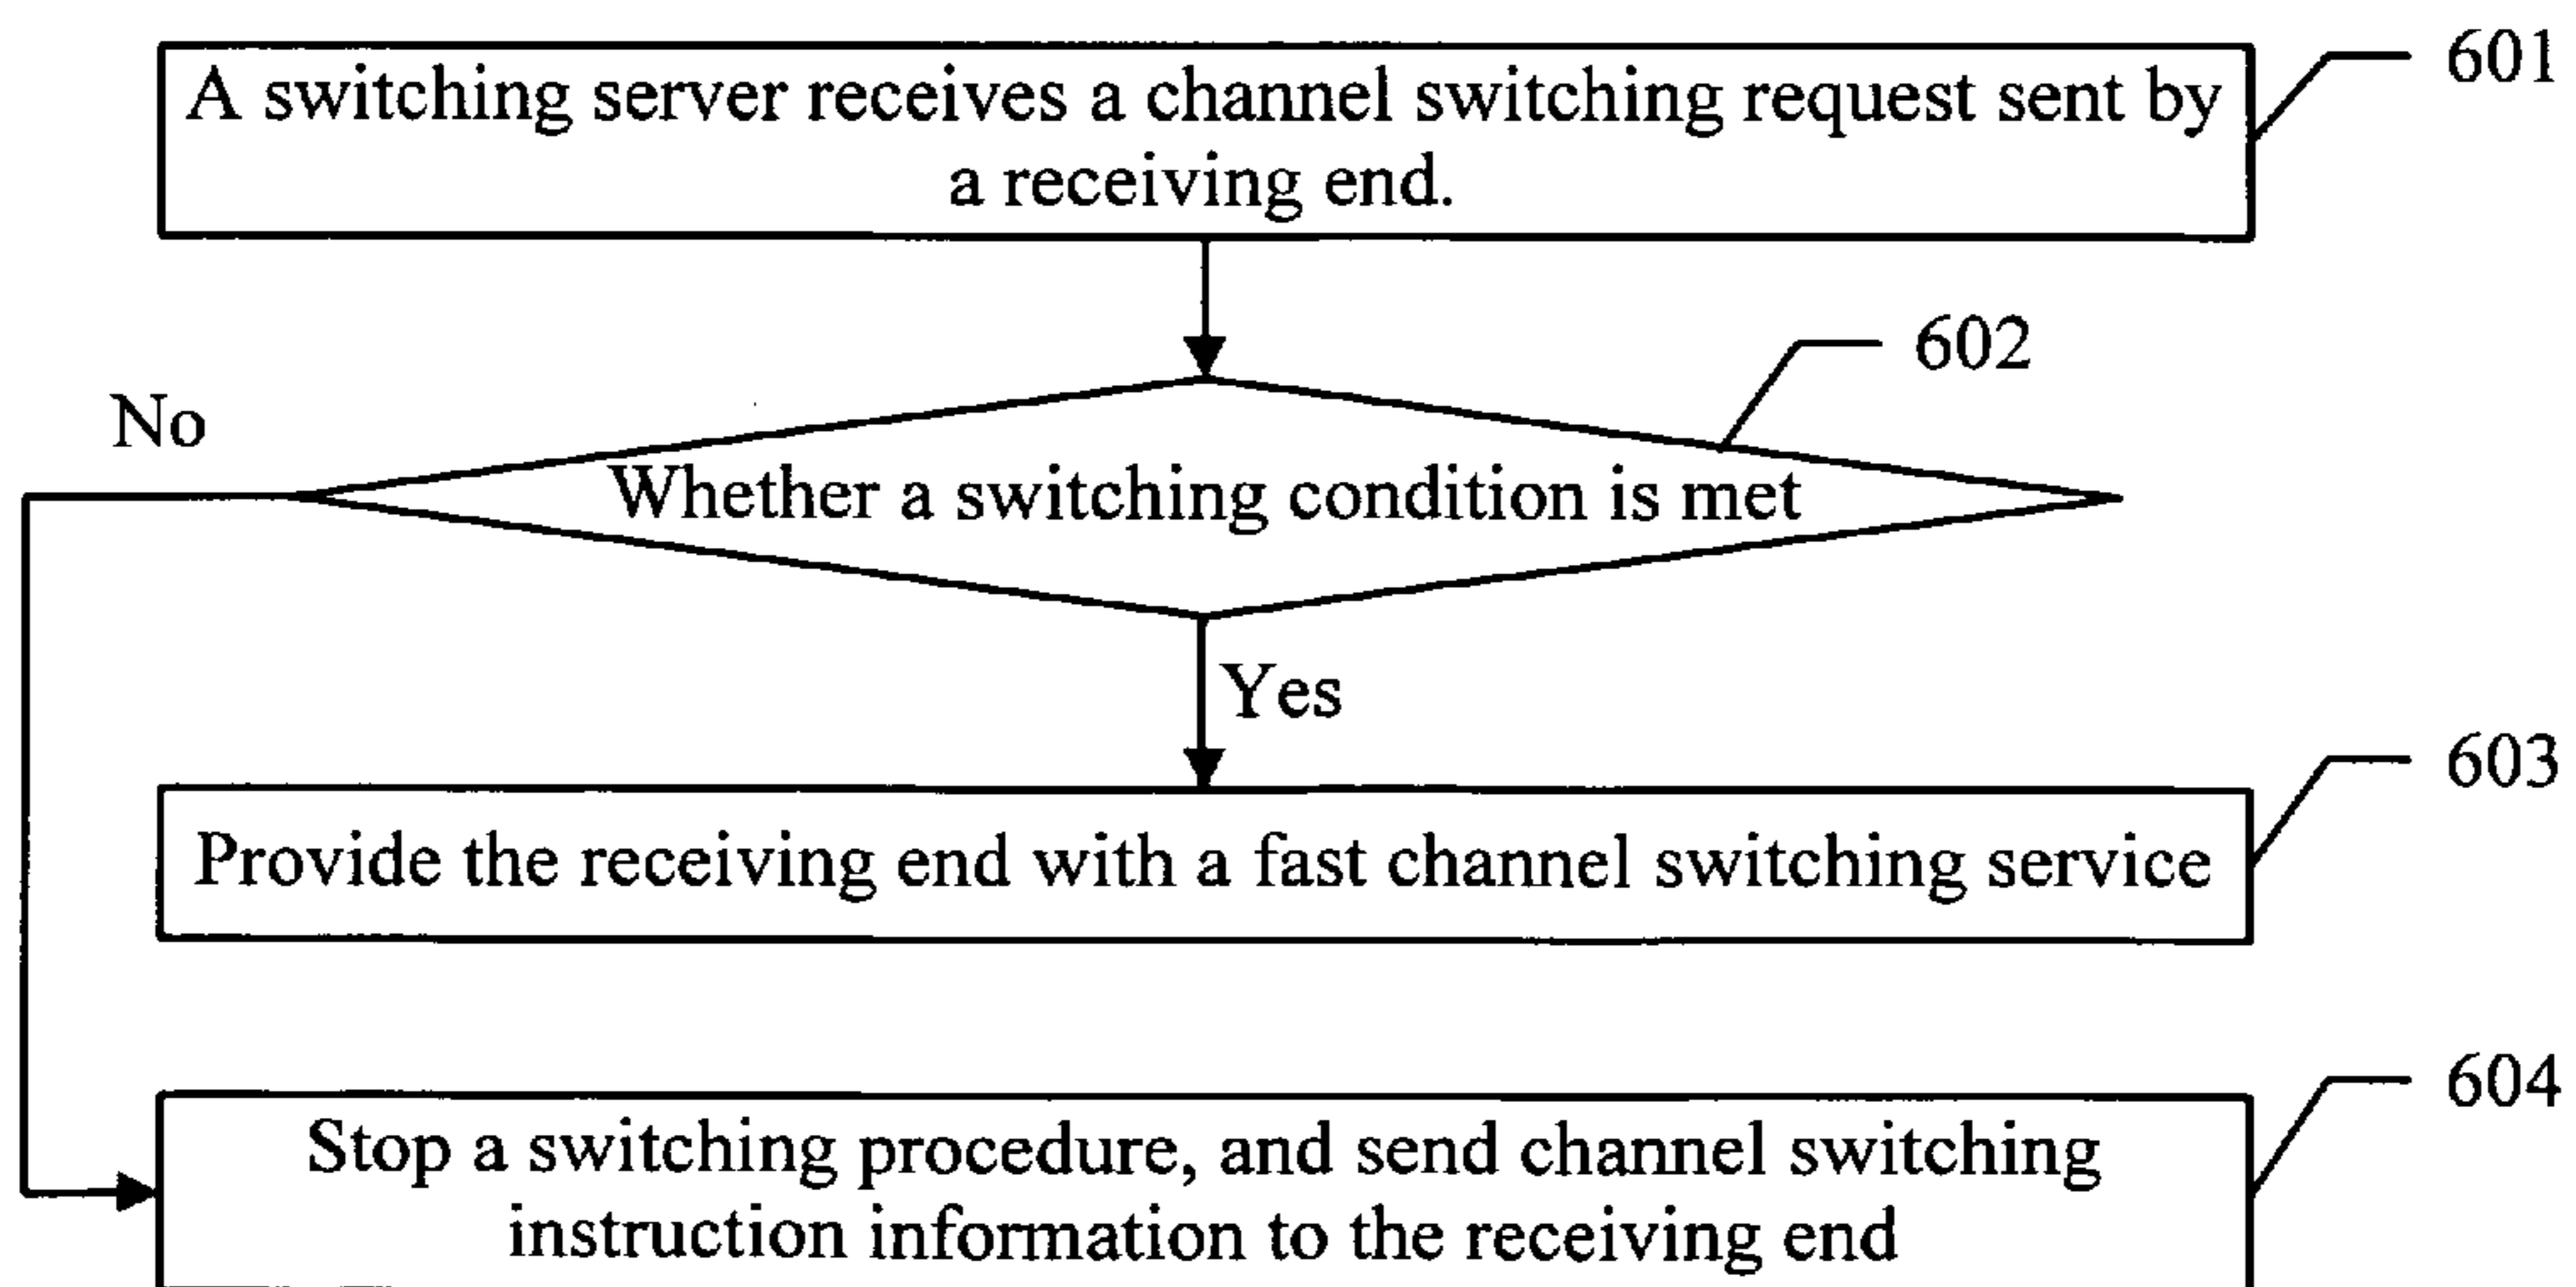 601
A switching server receives a channel switching request sent by
a receiving end.
602
No
Whether a switching condition is met
Yes
603
Provide the receiving end with a fast channel switching service
604
Stop a switching procedure, and send channel switching
instruction information to the receiving end